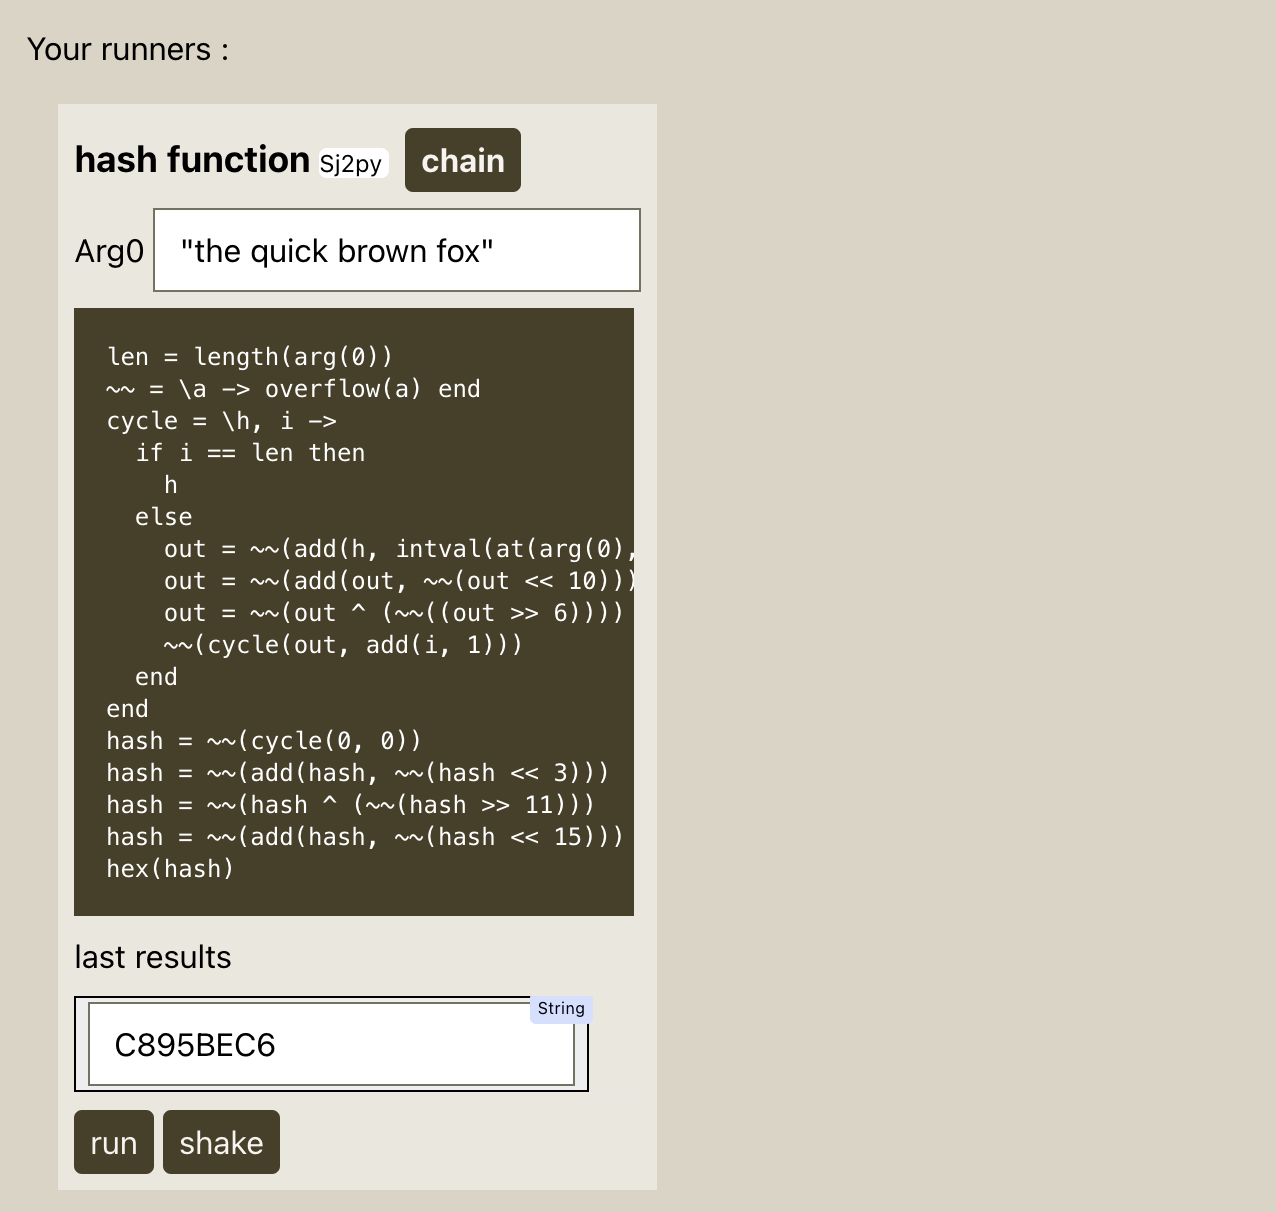 Your runners :
hash function Sj2py chain
Arg0 "the quick brown fox"
len = length(arg(0))
~~ = \a -> overflow(a) end
cycle = \h, i ->
  if i == len then
    h
  else
    out = ~~(add(h, intval(at(arg(0),
    out = ~~(add(out, ~~(out << 10)))
    out = ~~(out ^ (~~((out >> 6))))
    ~~(cycle(out, add(i, 1)))
  end
end
hash = ~~(cycle(0, 0))
hash = ~~(add(hash, ~~(hash << 3)))
hash = ~~(hash ^ (~~(hash >> 11)))
hash = ~~(add(hash, ~~(hash << 15)))
hex(hash)
last results
String
C895BEC6
run shake